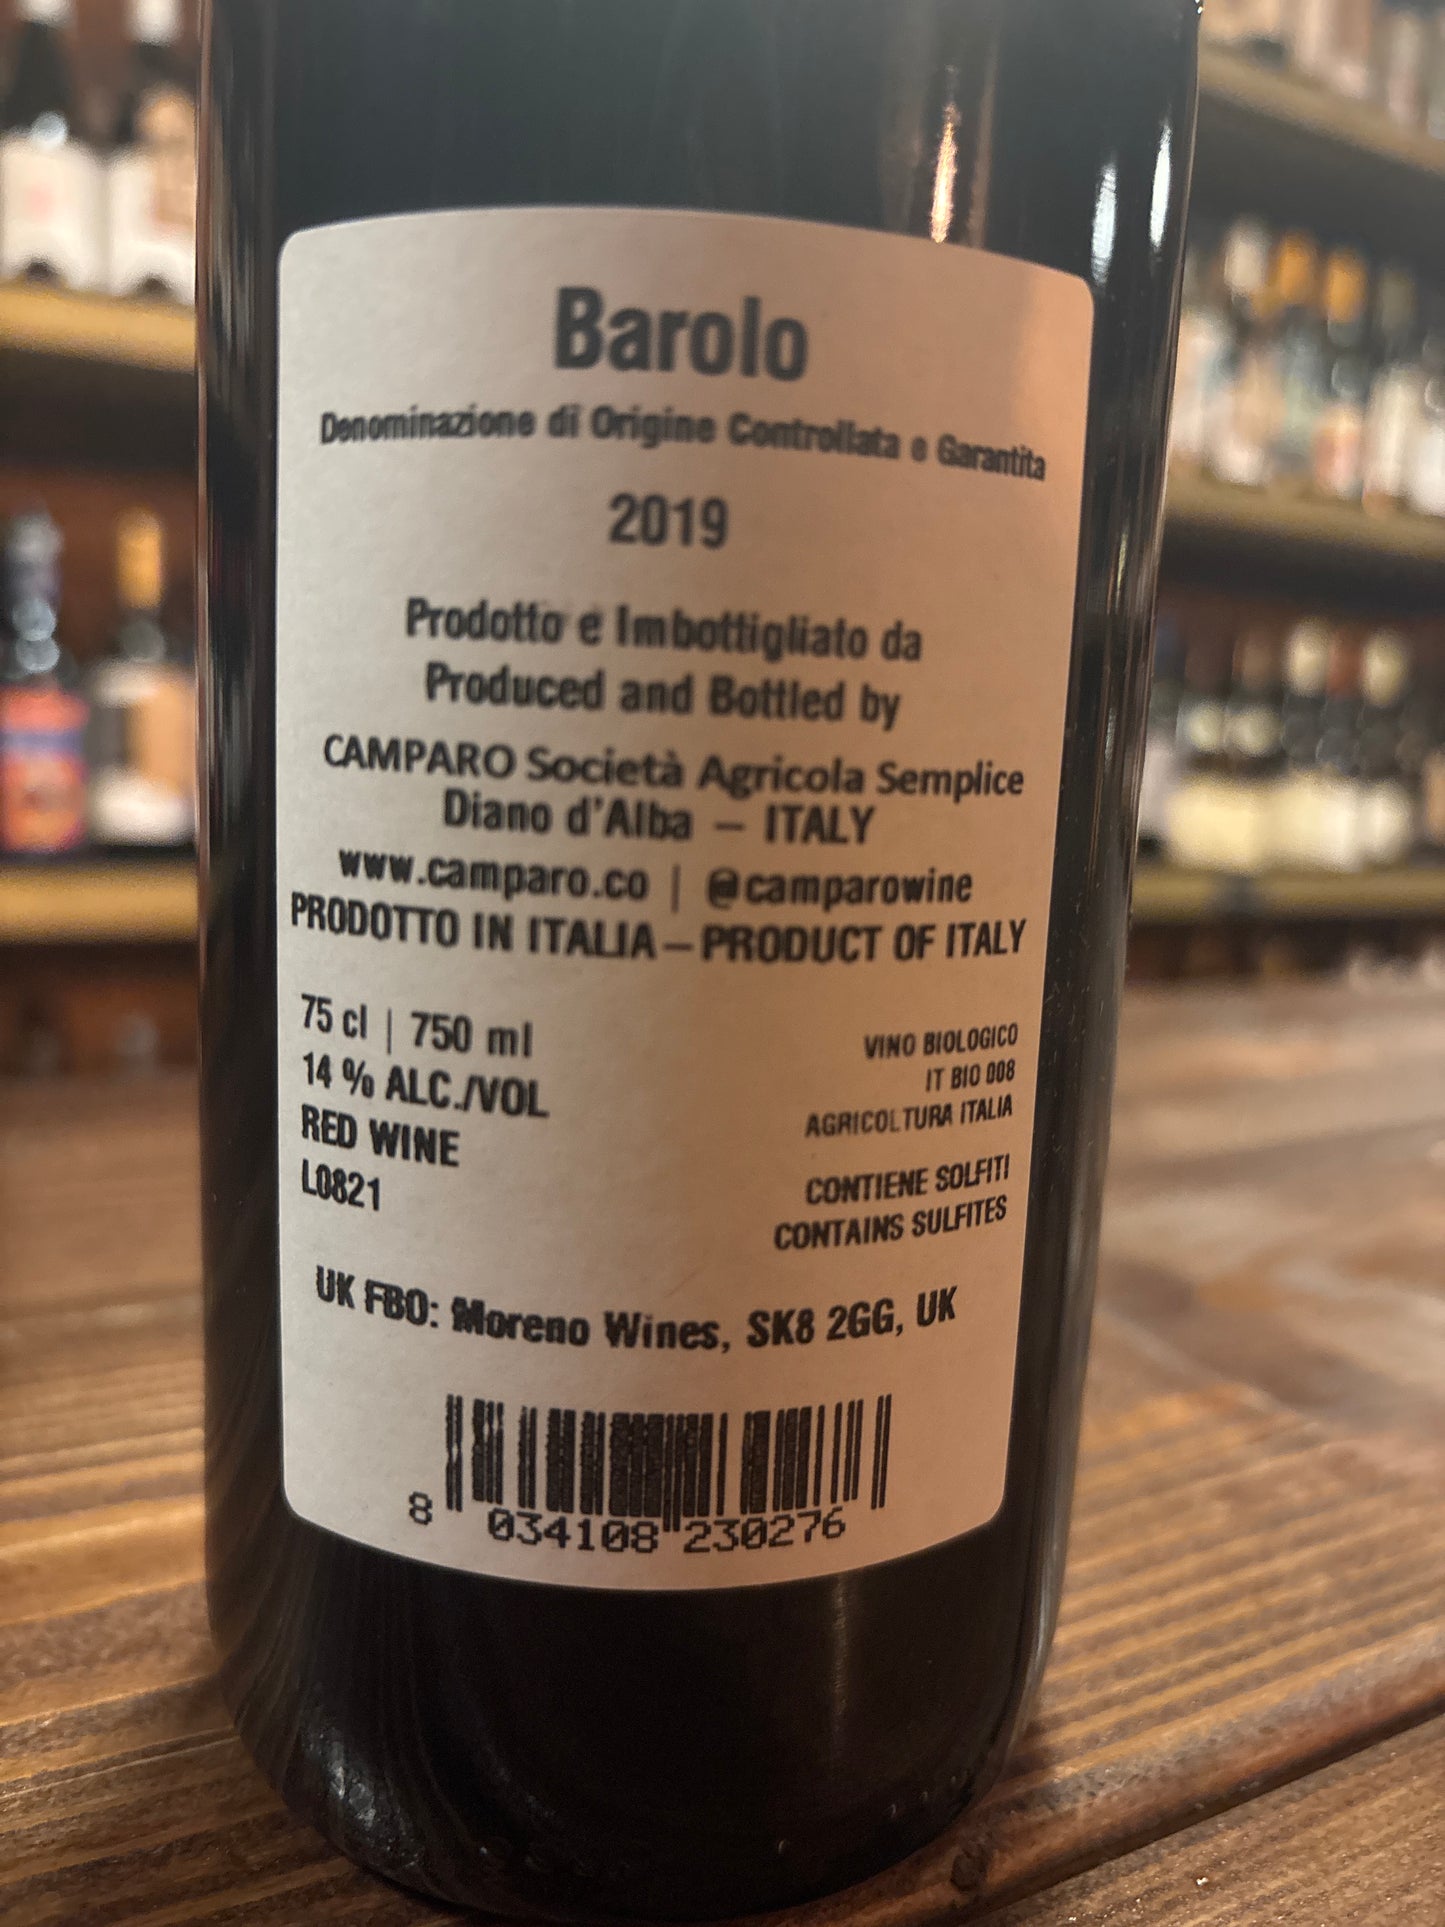 Barolo
Denominazione di Origine Controllata e Garantita
2019
Prodotto e Imbottigliato da
Produced and Bottled by
CAMPARO Società Agricola Semplice
Diano d'Alba – ITALY
www.camparo.co | @camparowine
PRODOTTO IN ITALIA – PRODUCT OF ITALY
75 cl | 750 ml
14 % ALC./VOL
RED WINE
L0821
VINO BIOLOGICO
IT BIO 008
AGRICOLTURA ITALIA
CONTIENE SOLFITI
CONTAINS SULFITES
UK FBO: Moreno Wines, SK8 2GG, UK
8 034108 230276